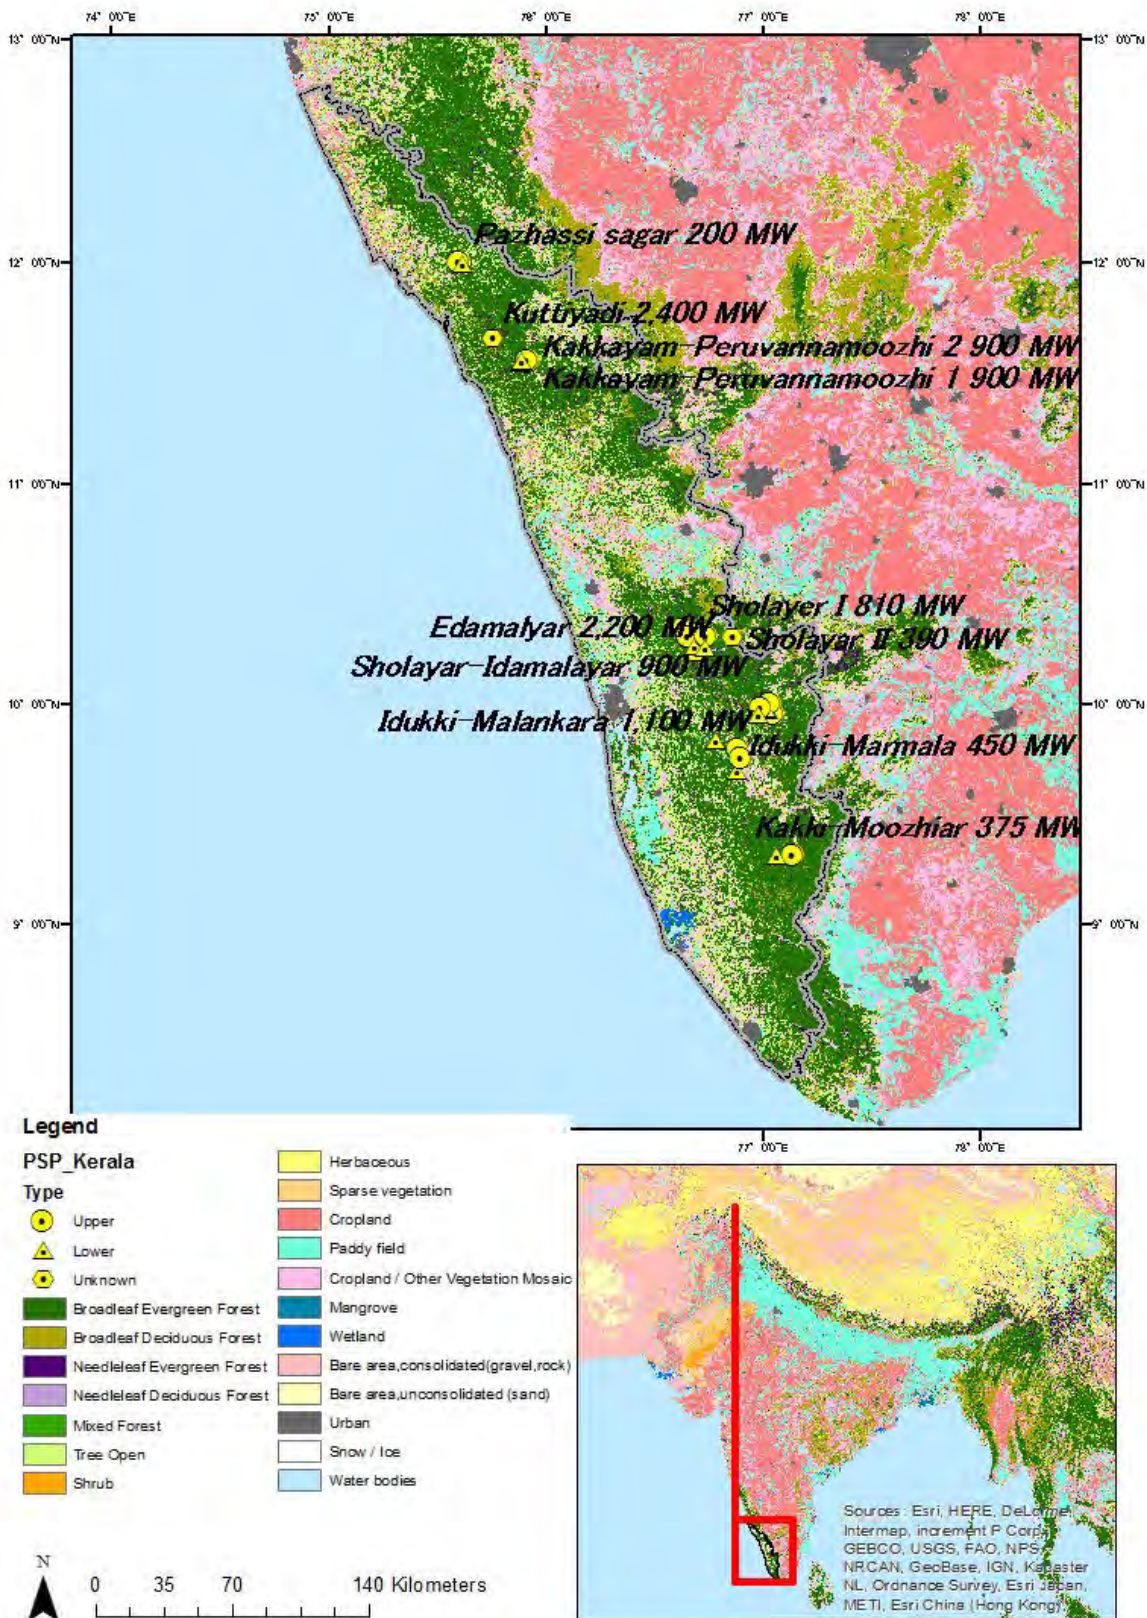 74° 00'E 75° 00'E 76° 00'E 77° 00'E 78° 00'E
13° 00'N 13° 00'N
Pazhassi sagar 200 MW
12° 00'N 12° 00'N
Kuttiyadi 2,400 MW
Kakkayam-Peruvannamoozhi 2 900 MW
Kakkayam-Peruvannamoozhi 1 900 MW
11° 00'N 11° 00'N
Sholayer I 810 MW
Edamalyar 2,200 MW
Sholayar II 390 MW
Sholayar-Idamalayar 900 MW
10° 00'N 10° 00'N
Idukki-Malankara 1,100 MW
Idukki-Marmala 450 MW
Kakki-Moozhiar 375 MW
9° 00'N 9° 00'N
77° 00'E 78° 00'E
Legend
PSP_Kerala
Type
Upper
Lower
Unknown
Broadleaf Evergreen Forest
Broadleaf Deciduous Forest
Needleleaf Evergreen Forest
Needleleaf Deciduous Forest
Mixed Forest
Tree Open
Shrub
Herbaceous
Sparse vegetation
Cropland
Paddy field
Cropland / Other Vegetation Mosaic
Mangrove
Wetland
Bare area,consolidated(gravel,rock)
Bare area,unconsolidated (sand)
Urban
Snow / Ice
Water bodies
N
0 35 70 140 Kilometers
Sources: Esri, HERE, DeLorme,
Intermap, increment P Corp.,
GEBCO, USGS, FAO, NPS,
NRCAN, GeoBase, IGN, Kadaster
NL, Ordnance Survey, Esri Japan,
METI, Esri China (Hong Kong),